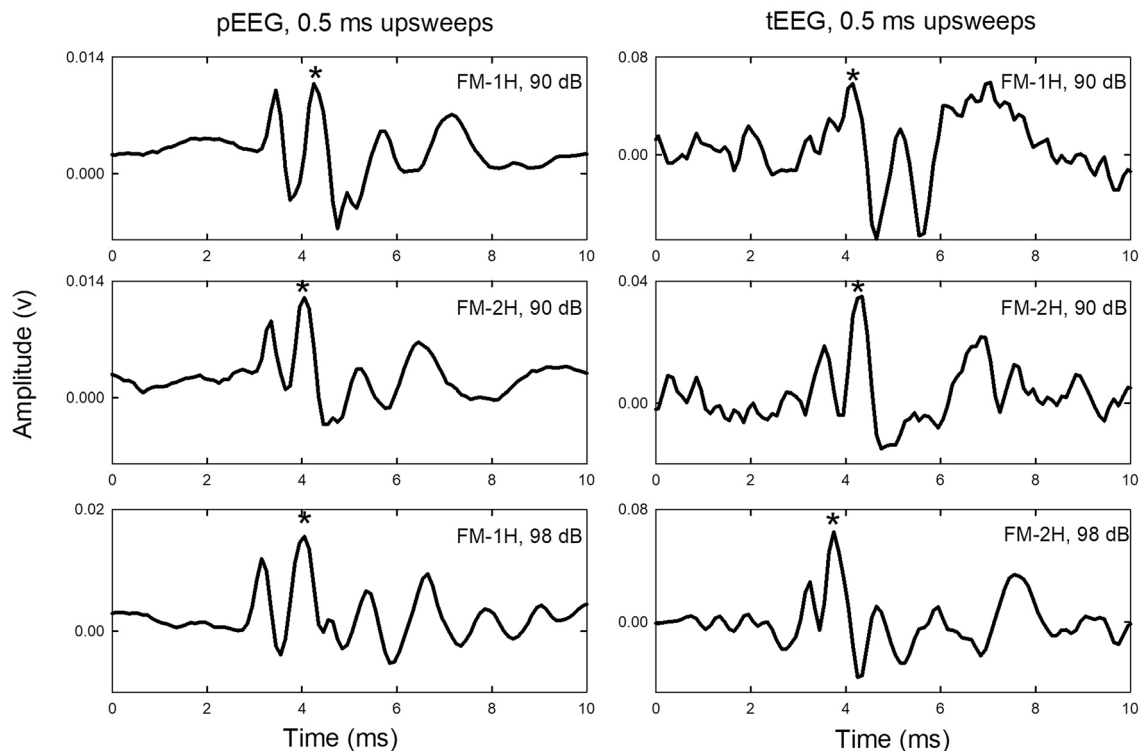 pEEG, 0.5 ms upsweeps
tEEG, 0.5 ms upsweeps
Amplitude (v)
0.014
*
FM-1H, 90 dB
0.000
0 2 4 6 8 10
0.08
*
FM-1H, 90 dB
0.00
0 2 4 6 8 10
0.014
*
FM-2H, 90 dB
0.000
0 2 4 6 8 10
0.04
*
FM-2H, 90 dB
0.00
0 2 4 6 8 10
0.02
*
FM-1H, 98 dB
0.00
0 2 4 6 8 10
Time (ms)
0.08
*
FM-2H, 98 dB
0.00
0 2 4 6 8 10
Time (ms)